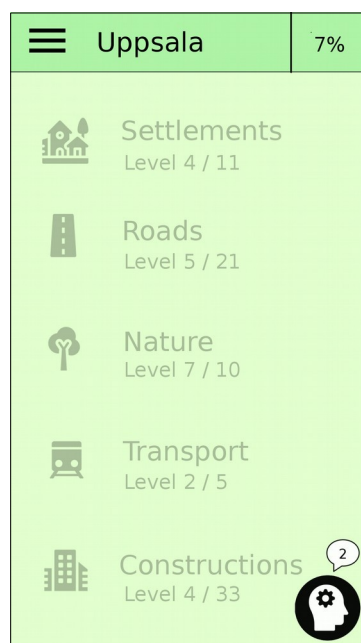 Uppsala
7%
Settlements
Level 4 / 11
Roads
Level 5 / 21
Nature
Level 7 / 10
Transport
Level 2 / 5
Constructions
Level 4 / 33
2